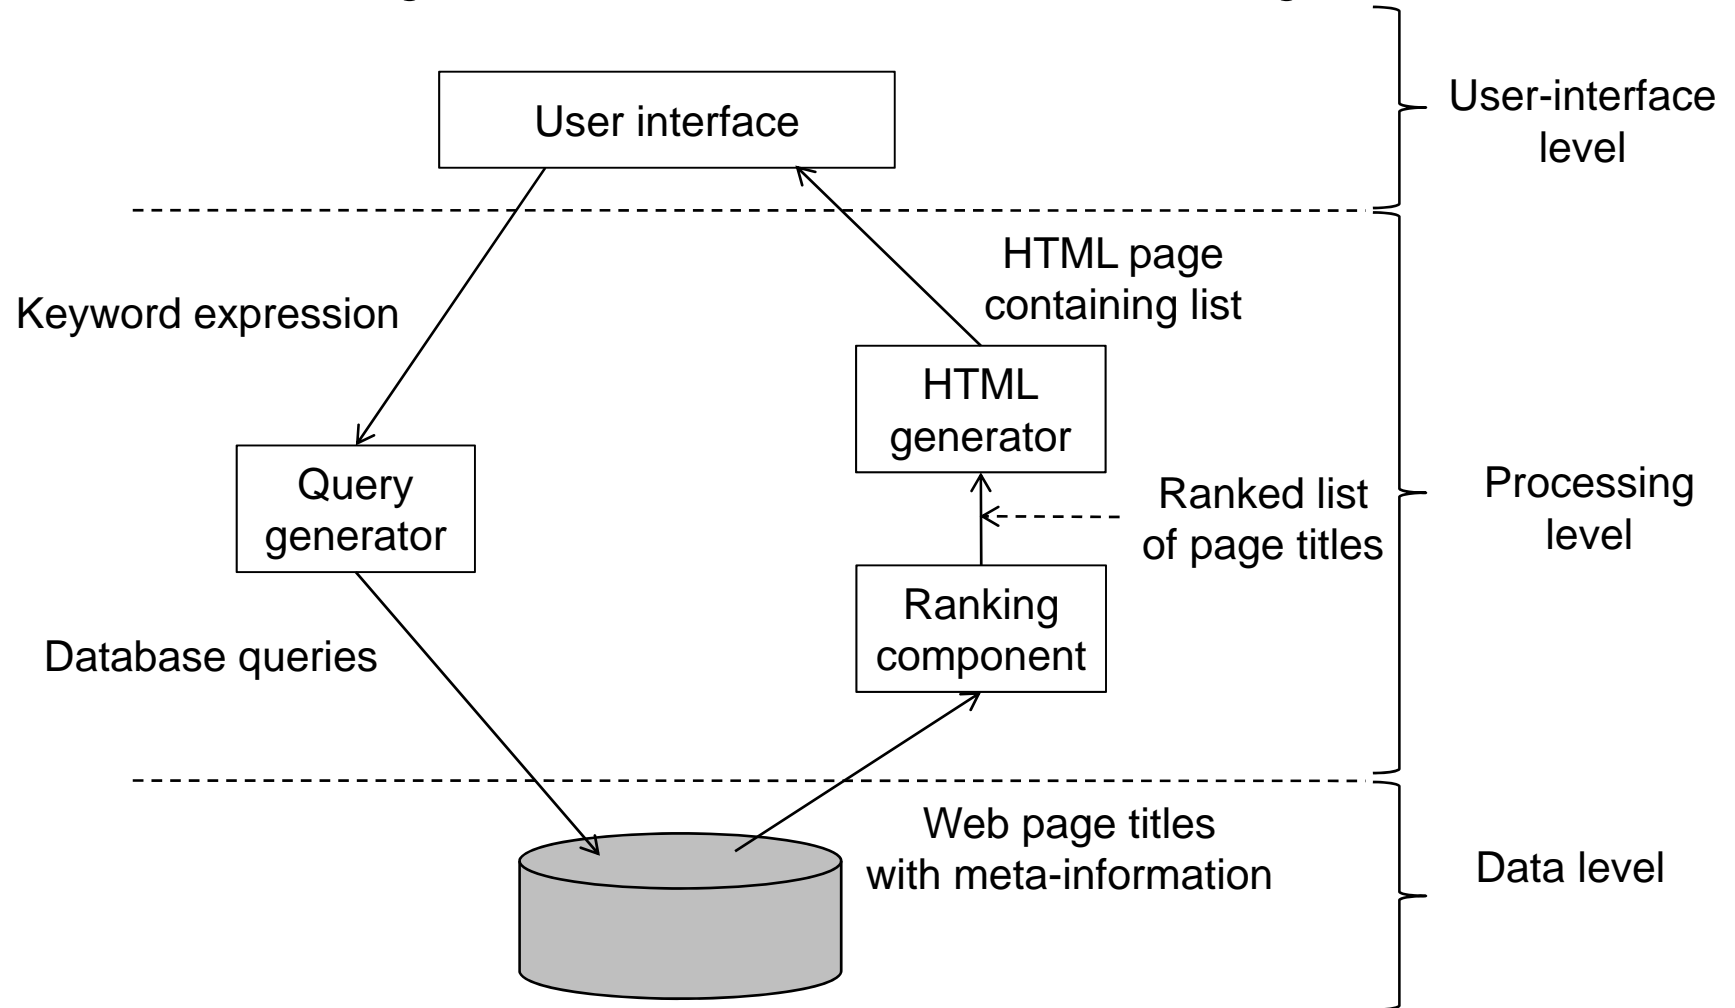 User interface
User-interface
level
HTML page
containing list
Keyword expression
HTML
generator
Query
generator
Ranked list
of page titles
Processing
level
Ranking
component
Database queries
Web page titles
with meta-information
Data level